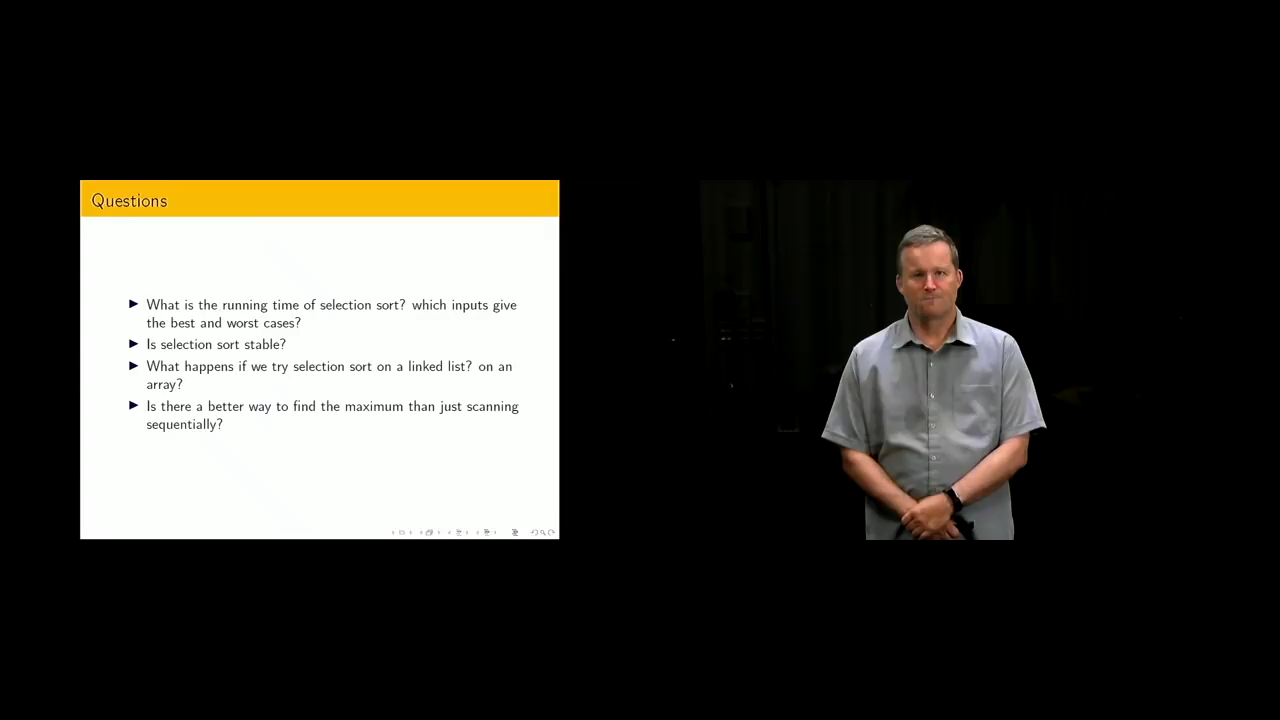 Questions
What is the running time of selection sort? which inputs give
the best and worst cases?
Is selection sort stable?
What happens if we try selection sort on a linked list? on an
array?
Is there a better way to find the maximum than just scanning
sequentially?